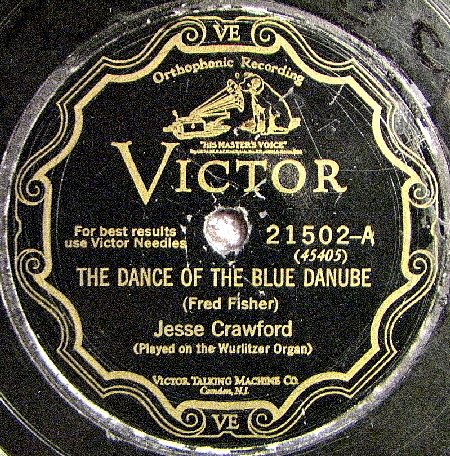 VE
Orthophonic Recording
"HIS MASTER'S VOICE"
VICTOR
For best results
use Victor Needles
21502-A
(45405)
THE DANCE OF THE BLUE DANUBE
(Fred Fisher)
Jesse Crawford
(Played on the Wurlitzer Organ)
VICTOR TALKING MACHINE CO.
Camden, N.J.
VE